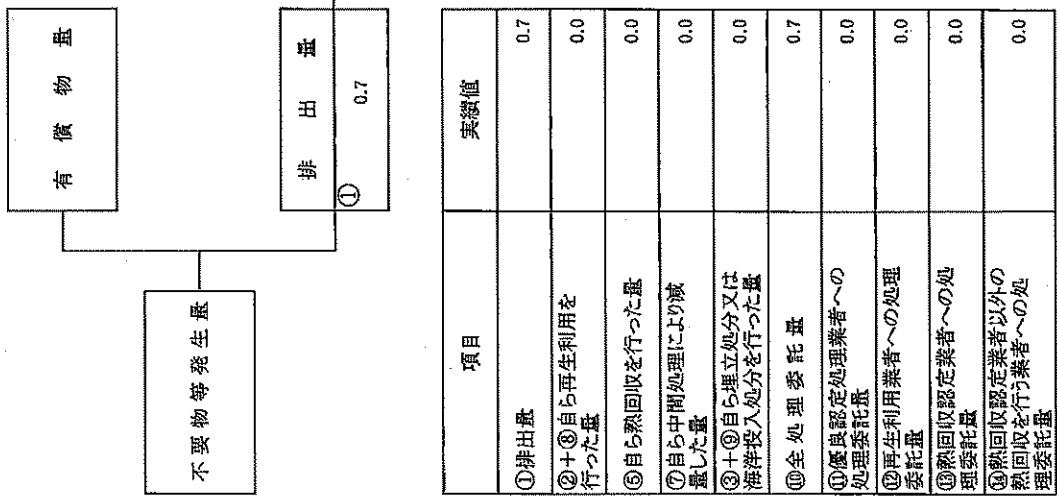 有償物量
不要物等発生量
排出量
①
0.7
項目 実績値
①排出量 0.7
②+⑧自ら再生利用を
行った量 0.0
⑤自ら熱回収を行った量 0.0
⑦自ら中間処理により減
量した量 0.0
③+⑨自ら埋立処分又は
海洋投入処分を行った量 0.0
⑩全処理委託量 0.7
⑪優良認定処理業者への
処理委託量 0.0
⑫再生利用業者への処理
委託量 0.0
⑬熱回収認定業者への処
理委託量 0.0
⑭熱回収認定業者以外の
熱回収を行う業者への処
理委託量 0.0